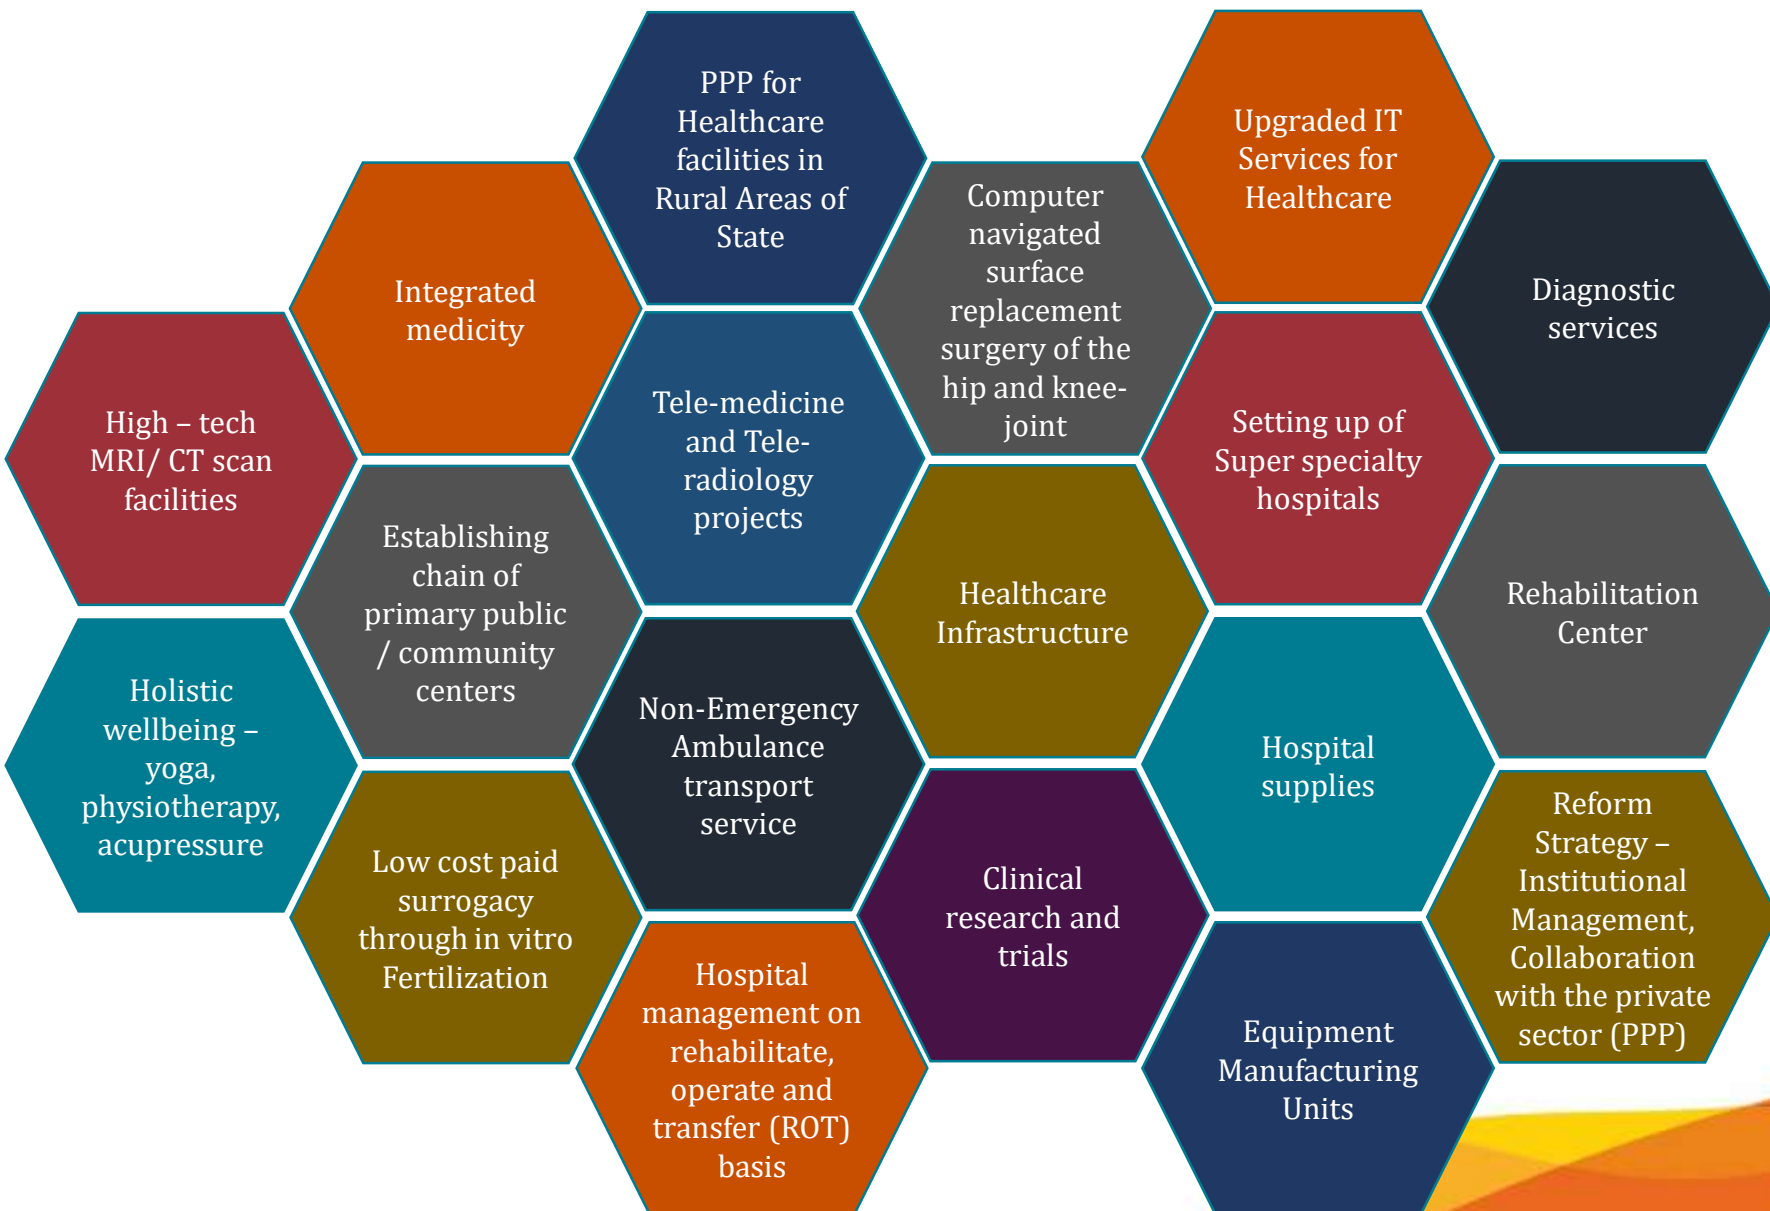 PPP for
Healthcare
facilities in
Rural Areas of
State
Upgraded IT
Services for
Healthcare
Integrated
medicity
Computer
navigated
surface
replacement
surgery of the
hip and knee-
joint
Diagnostic
services
High – tech
MRI/ CT scan
facilities
Tele-medicine
and Tele-
radiology
projects
Setting up of
Super specialty
hospitals
Establishing
chain of
primary public
/ community
centers
Healthcare
Infrastructure
Rehabilitation
Center
Holistic
wellbeing –
yoga,
physiotherapy,
acupressure
Non-Emergency
Ambulance
transport
service
Hospital
supplies
Low cost paid
surrogacy
through in vitro
Fertilization
Clinical
research and
trials
Reform
Strategy –
Institutional
Management,
Collaboration
with the private
sector (PPP)
Hospital
management on
rehabilitate,
operate and
transfer (ROT)
basis
Equipment
Manufacturing
Units